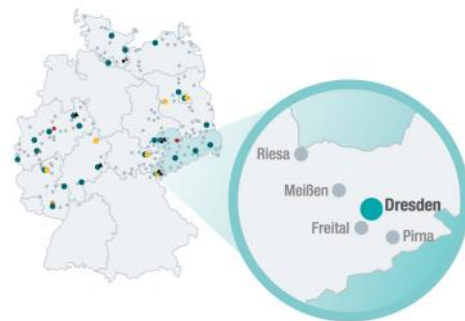 Riesa
Meißen
Dresden
Freital
Pirna